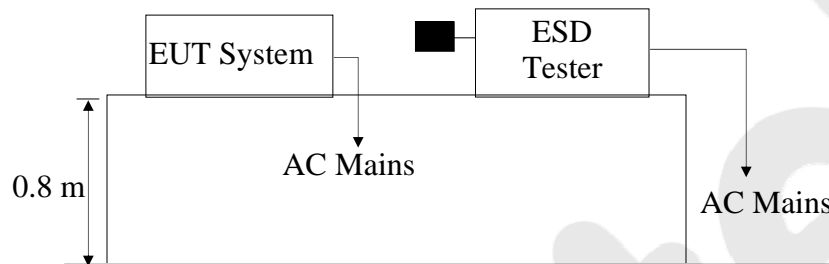 EUT System
ESD
Tester
AC Mains
0.8 m
AC Mains